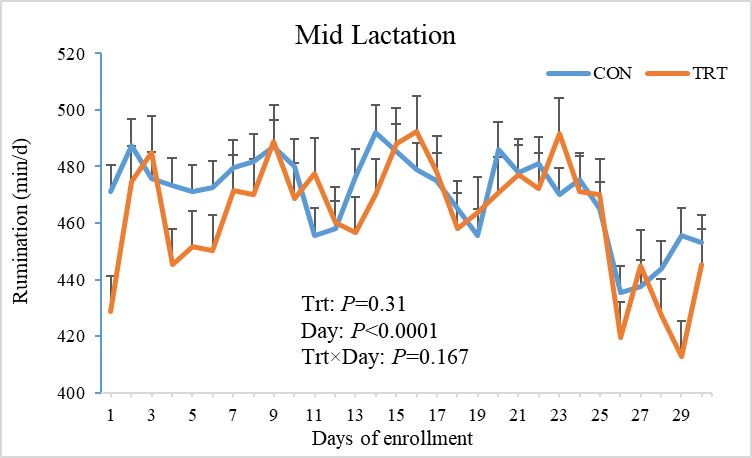 Mid Lactation
CON TRT
Rumination (min/d)
520
500
480
460
440
420
400
Trt: P=0.31
Day: P<0.0001
Trt×Day: P=0.167
1 3 5 7 9 11 13 15 17 19 21 23 25 27 29
Days of enrollment